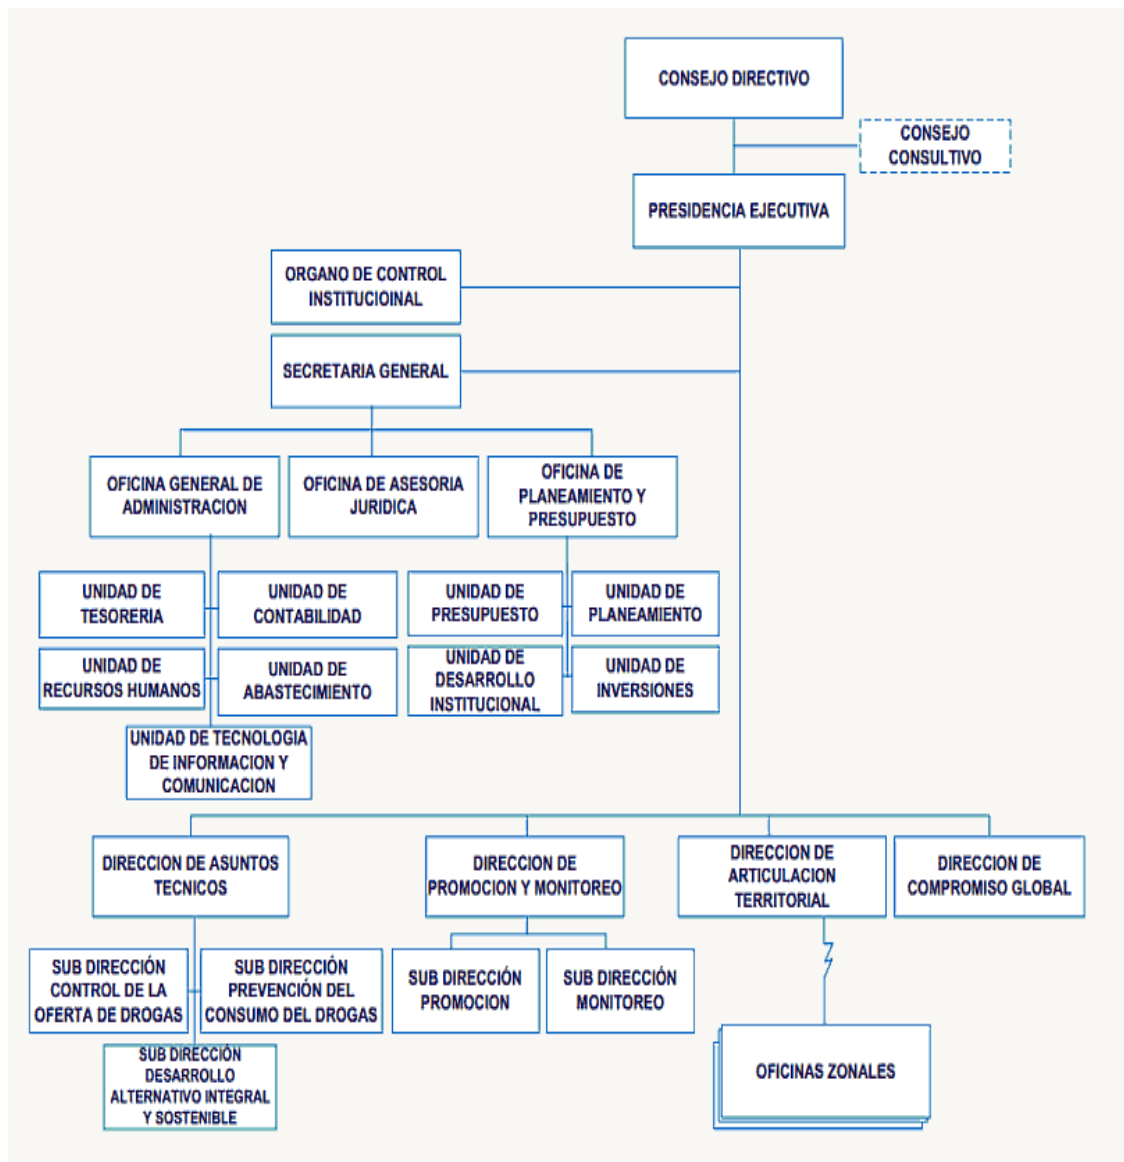 CONSEJO DIRECTIVO
CONSEJO
CONSULTIVO
PRESIDENCIA EJECUTIVA
ORGANO DE CONTROL
INSTITUCIOINAL
SECRETARIA GENERAL
OFICINA GENERAL DE
ADMINISTRACION
OFICINA DE ASESORIA
JURIDICA
OFICINA DE
PLANEAMIENTO Y
PRESUPUESTO
UNIDAD DE
TESORERIA
UNIDAD DE
CONTABILIDAD
UNIDAD DE
PRESUPUESTO
UNIDAD DE
PLANEAMIENTO
UNIDAD DE
RECURSOS HUMANOS
UNIDAD DE
ABASTECIMIENTO
UNIDAD DE
DESARROLLO
INSTITUCIONAL
UNIDAD DE
INVERSIONES
UNIDAD DE TECNOLOGIA
DE INFORMACION Y
COMUNICACION
DIRECCION DE ASUNTOS
TECNICOS
DIRECCION DE
PROMOCION Y MONITOREO
DIRECCION DE
ARTICULACION
TERRITORIAL
DIRECCION DE
COMPROMISO GLOBAL
SUB DIRECCIÓN
CONTROL DE LA
OFERTA DE DROGAS
SUB DIRECCIÓN
PREVENCIÓN DEL
CONSUMO DEL DROGAS
SUB DIRECCIÓN
PROMOCION
SUB DIRECCIÓN
MONITOREO
SUB DIRECCIÓN
DESARROLLO
ALTERNATIVO INTEGRAL
Y SOSTENIBLE
OFICINAS ZONALES